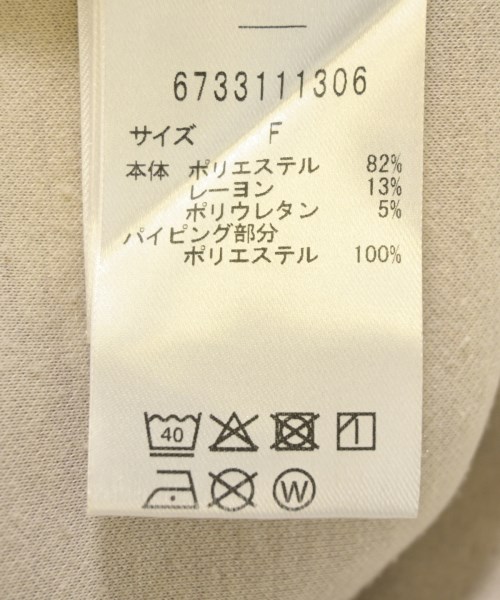 6733111306
サイズ F
本体 ポリエステル 82%
レーヨン 13%
ポリウレタン 5%
パイピング部分
ポリエステル 100%
40
W